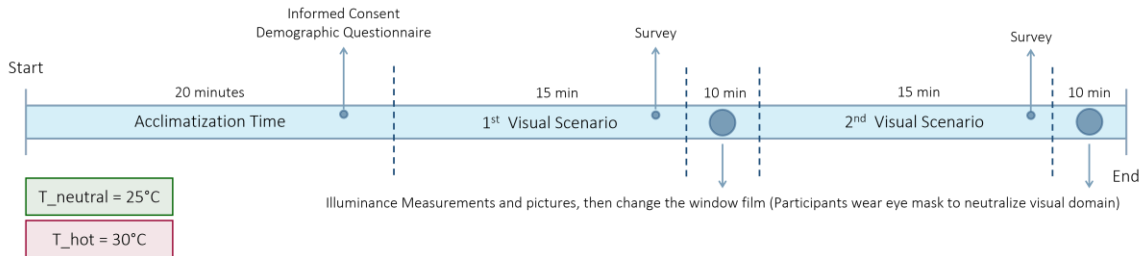 Informed Consent
Demographic Questionnaire
Survey
Survey
Start
20 minutes
15 min
10 min
15 min
10 min
Acclimatization Time
1st Visual Scenario
2nd Visual Scenario
End
T_neutral = 25°C
Illuminance Measurements and pictures, then change the window film (Participants wear eye mask to neutralize visual domain)
T_hot = 30°C